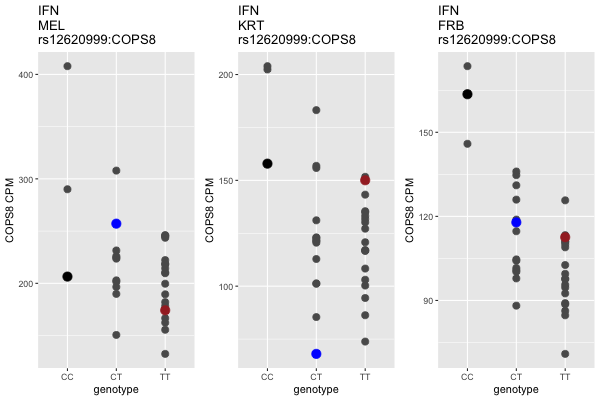 IFN
MEL
rs12620999:COPS8
COPS8 CPM
400
300
200
CC
CT
TT
genotype
IFN
KRT
rs12620999:COPS8
COPS8 CPM
200
150
100
CC
CT
TT
genotype
IFN
FRB
rs12620999:COPS8
COPS8 CPM
150
120
90
CC
CT
TT
genotype